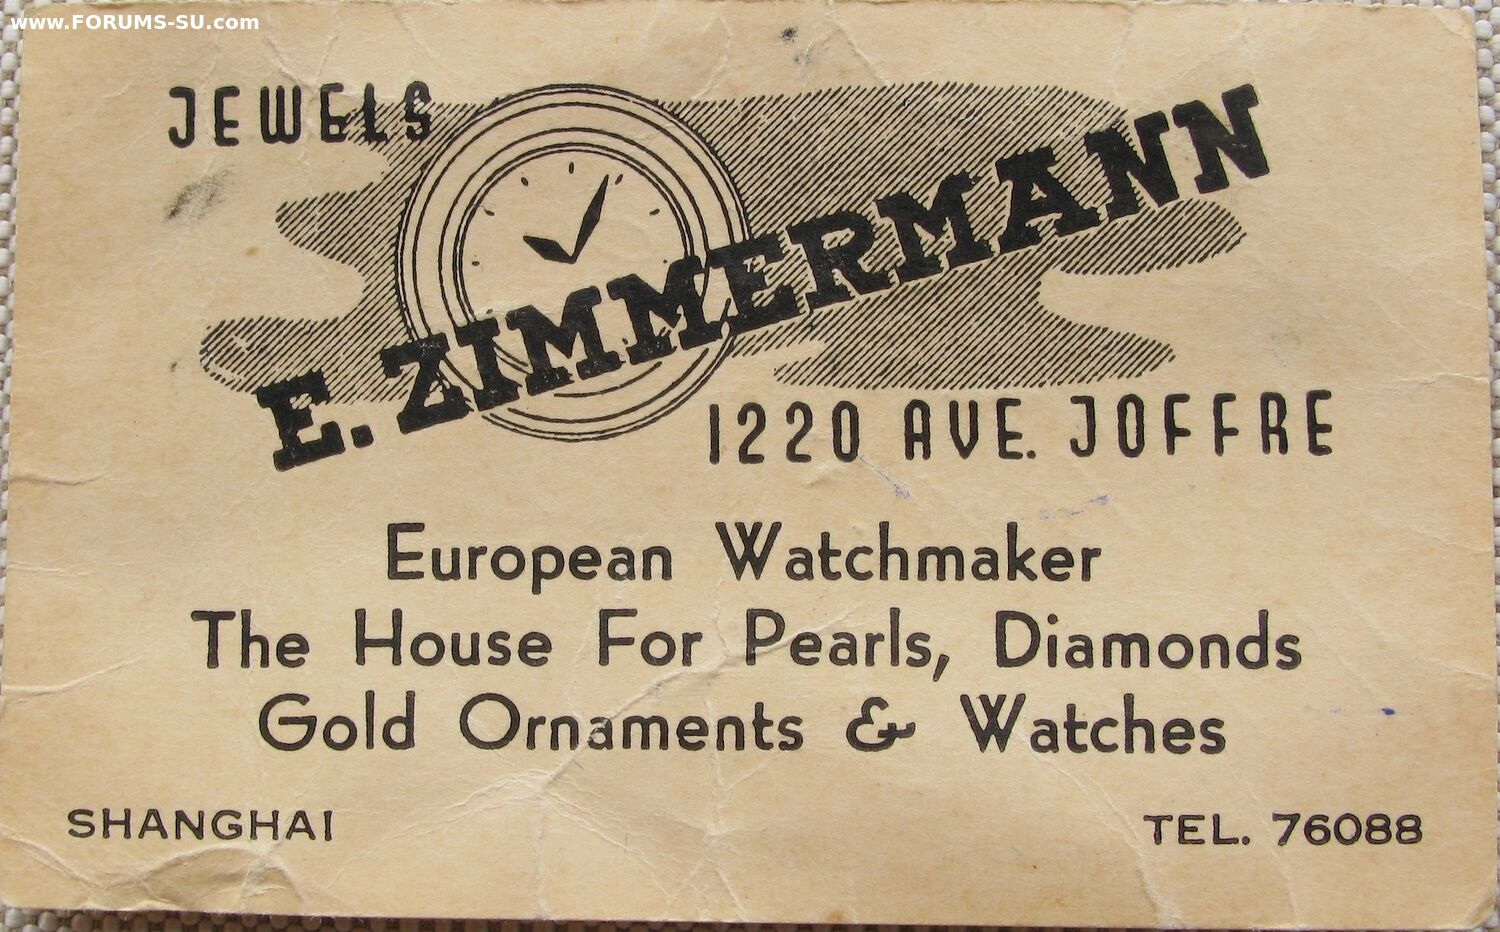 www.FORUMS-SU.com
JEWELS
E. ZIMMERMANN
1220 AVE. JOFFRE
European Watchmaker
The House For Pearls, Diamonds
Gold Ornaments & Watches
SHANGHAI
TEL. 76088